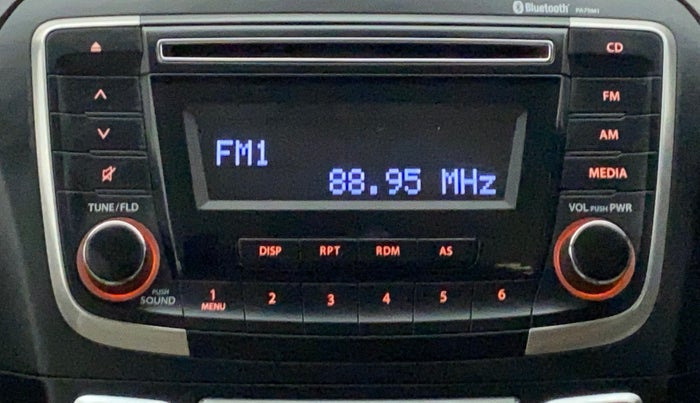 Bluetooth
CD
FM1
88.95 MHz
FM
AM
MEDIA
TUNE/FLD
PUSH
SOUND
VOL PUSH PWR
DISP RPT RDM AS
1 2 3 4 5 6
MENU